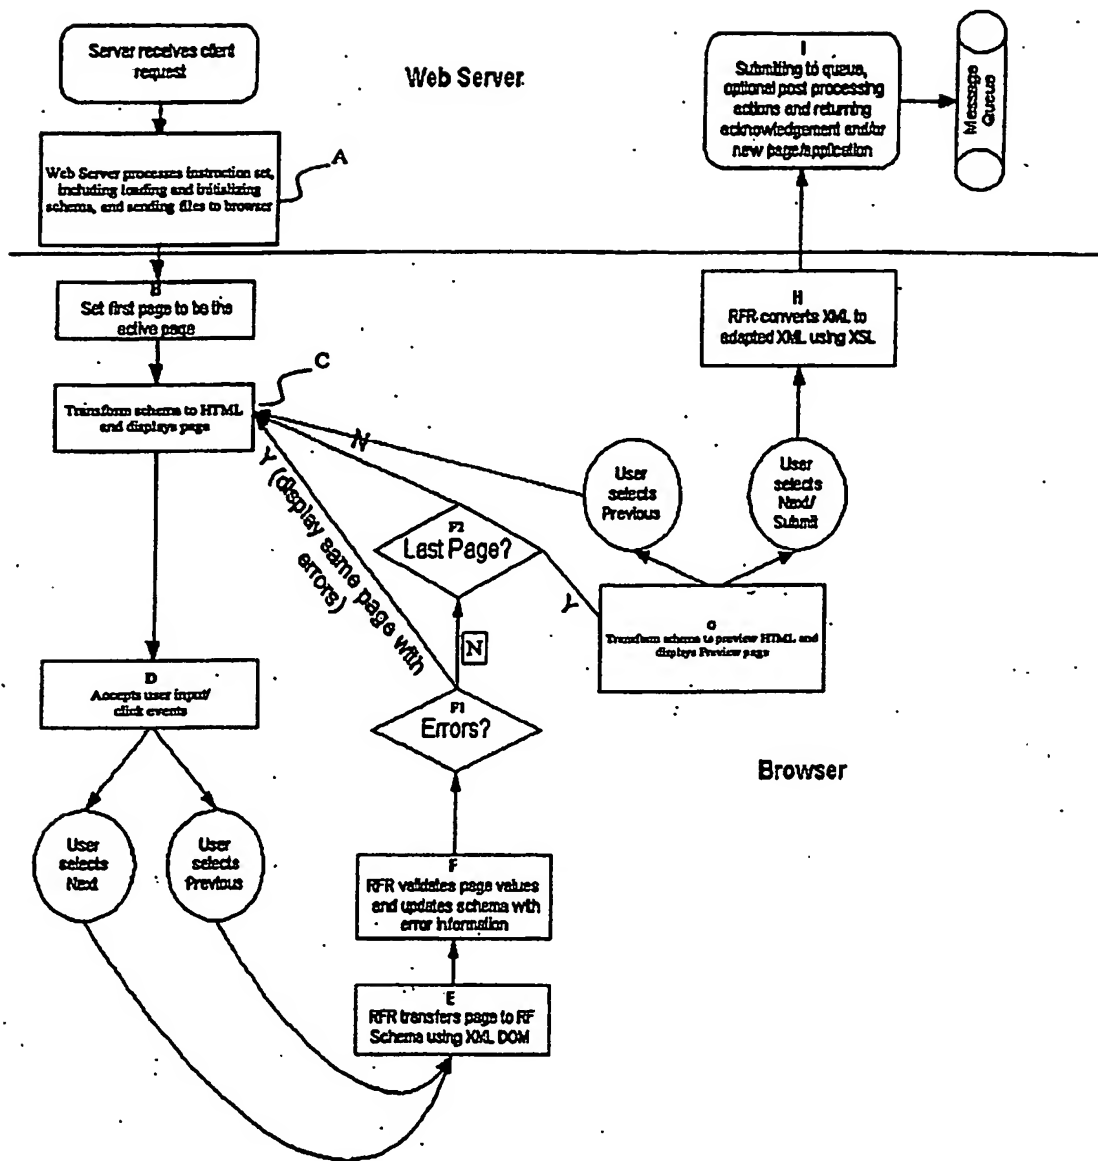 Server receives client
request
Web Server
I
Submitting to queue,
optional post processing
actions and returning
acknowledgement and/or
new page/application
Message
Queue
A
Web Server processes instruction set,
including loading and initializing
schema, and sending files to browser
B
Set first page to be the
active page
H
RFR converts XML to
adapted XML using XSL
C
Transform schema to HTML
and displays page
N
Y (display same page with
errors)
User
selects
Previous
User
selects
Next/
Submit
F2
Last Page?
Y
G
Transform schema to preview HTML and
displays Preview page
N
D
Accepts user input/
click events
F1
Errors?
Browser
User
selects
Next
User
selects
Previous
F
RFR validates page values
and updates schema with
error information
E
RFR transfers page to RF
Schema using XML DOM